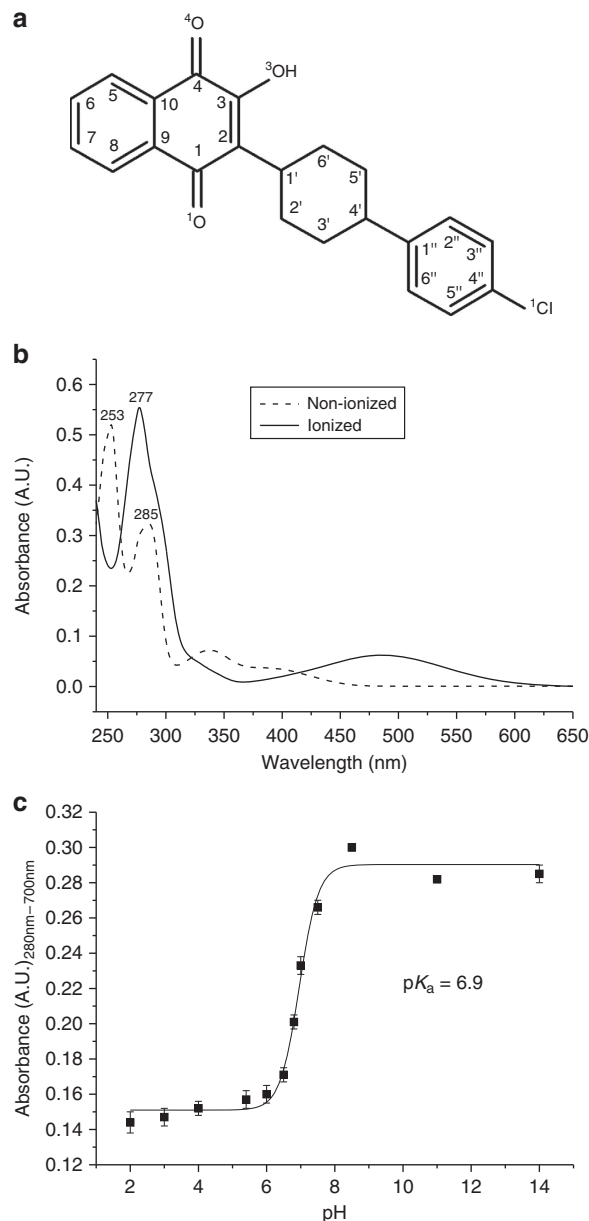 a
⁴O
³OH
5
4
6
10
3
7
9
2
8
1
6'
5'
1'
¹O
2'
4'
3'
1"
2"
3"
6"
4"
5"
¹Cl
b
0.6
277
253
Non-ionized
Ionized
0.5
0.4
285
0.3
0.2
0.1
0.0
Absorbance (A.U.)
250 300 350 400 450 500 550 600 650
Wavelength (nm)
c
0.32
0.30
0.28
0.26
0.24
0.22
0.20
0.18
0.16
0.14
0.12
Absorbance (A.U.)280nm–700nm
pKa = 6.9
2 4 6 8 10 12 14
pH